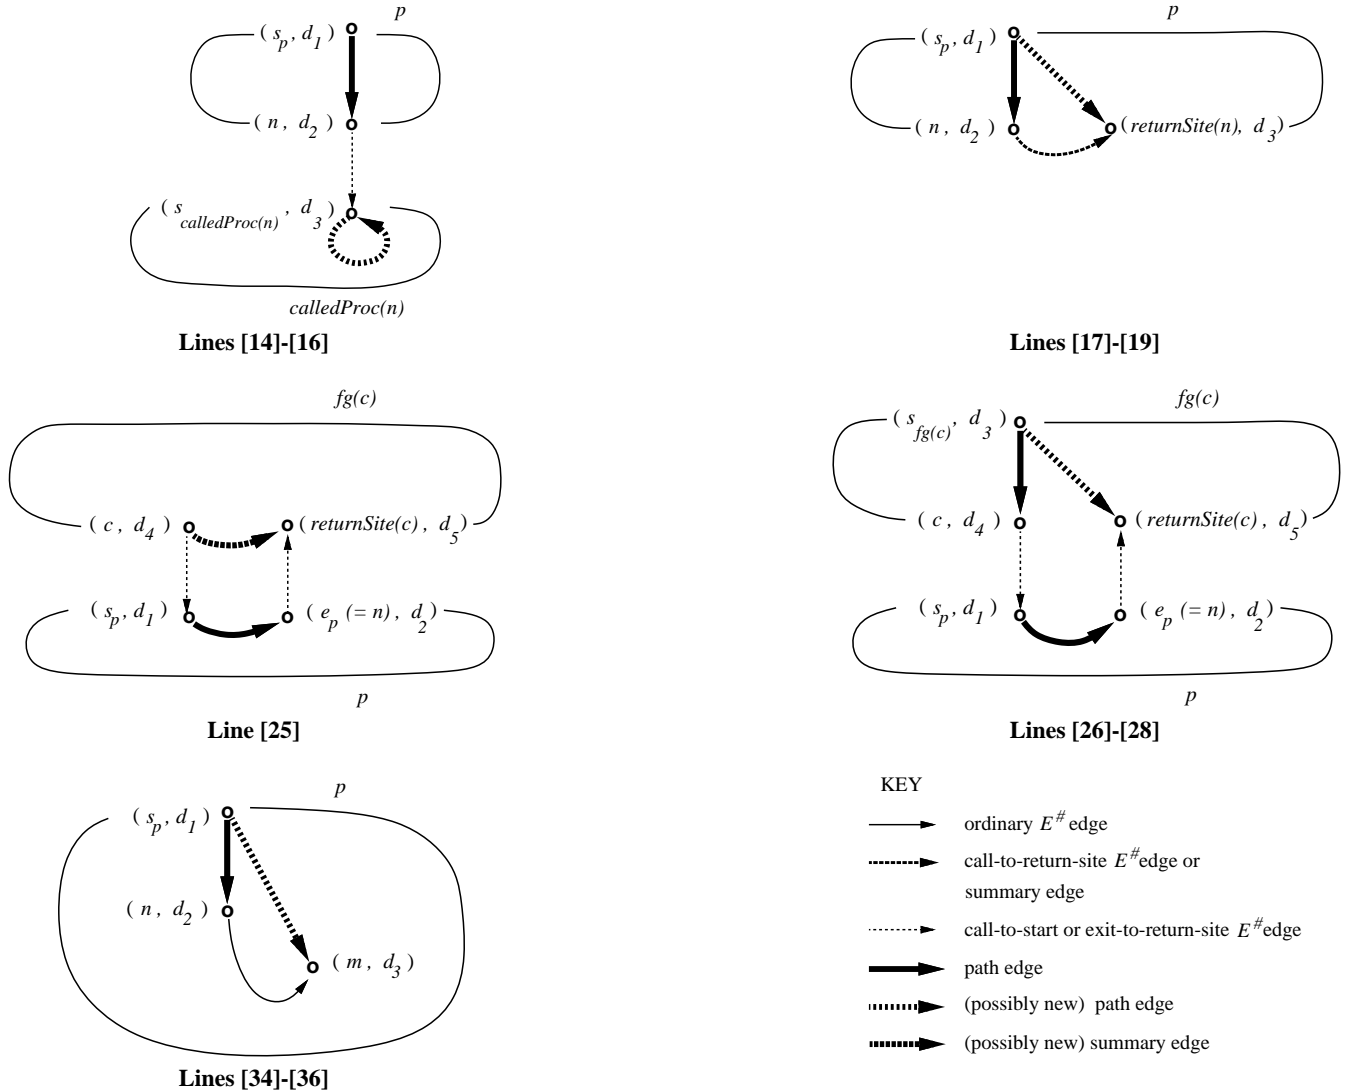 p
( s_p , d_1 )
( n , d_2 )
( s_calledProc(n) , d_3 )
calledProc(n)
Lines [14]-[16]
p
( s_p , d_1 )
( n , d_2 )
( returnSite(n), d_3 )
Lines [17]-[19]
fg(c)
( c , d_4 )
( returnSite(c) , d_5 )
( s_p , d_1 )
( e_p (= n) , d_2 )
p
Line [25]
fg(c)
( s_fg(c) , d_3 )
( c , d_4 )
( returnSite(c) , d_5 )
( s_p , d_1 )
( e_p (= n) , d_2 )
p
Lines [26]-[28]
p
( s_p , d_1 )
( n , d_2 )
( m , d_3 )
Lines [34]-[36]
KEY
ordinary E# edge
call-to-return-site E# edge or
summary edge
call-to-start or exit-to-return-site E# edge
path edge
(possibly new) path edge
(possibly new) summary edge